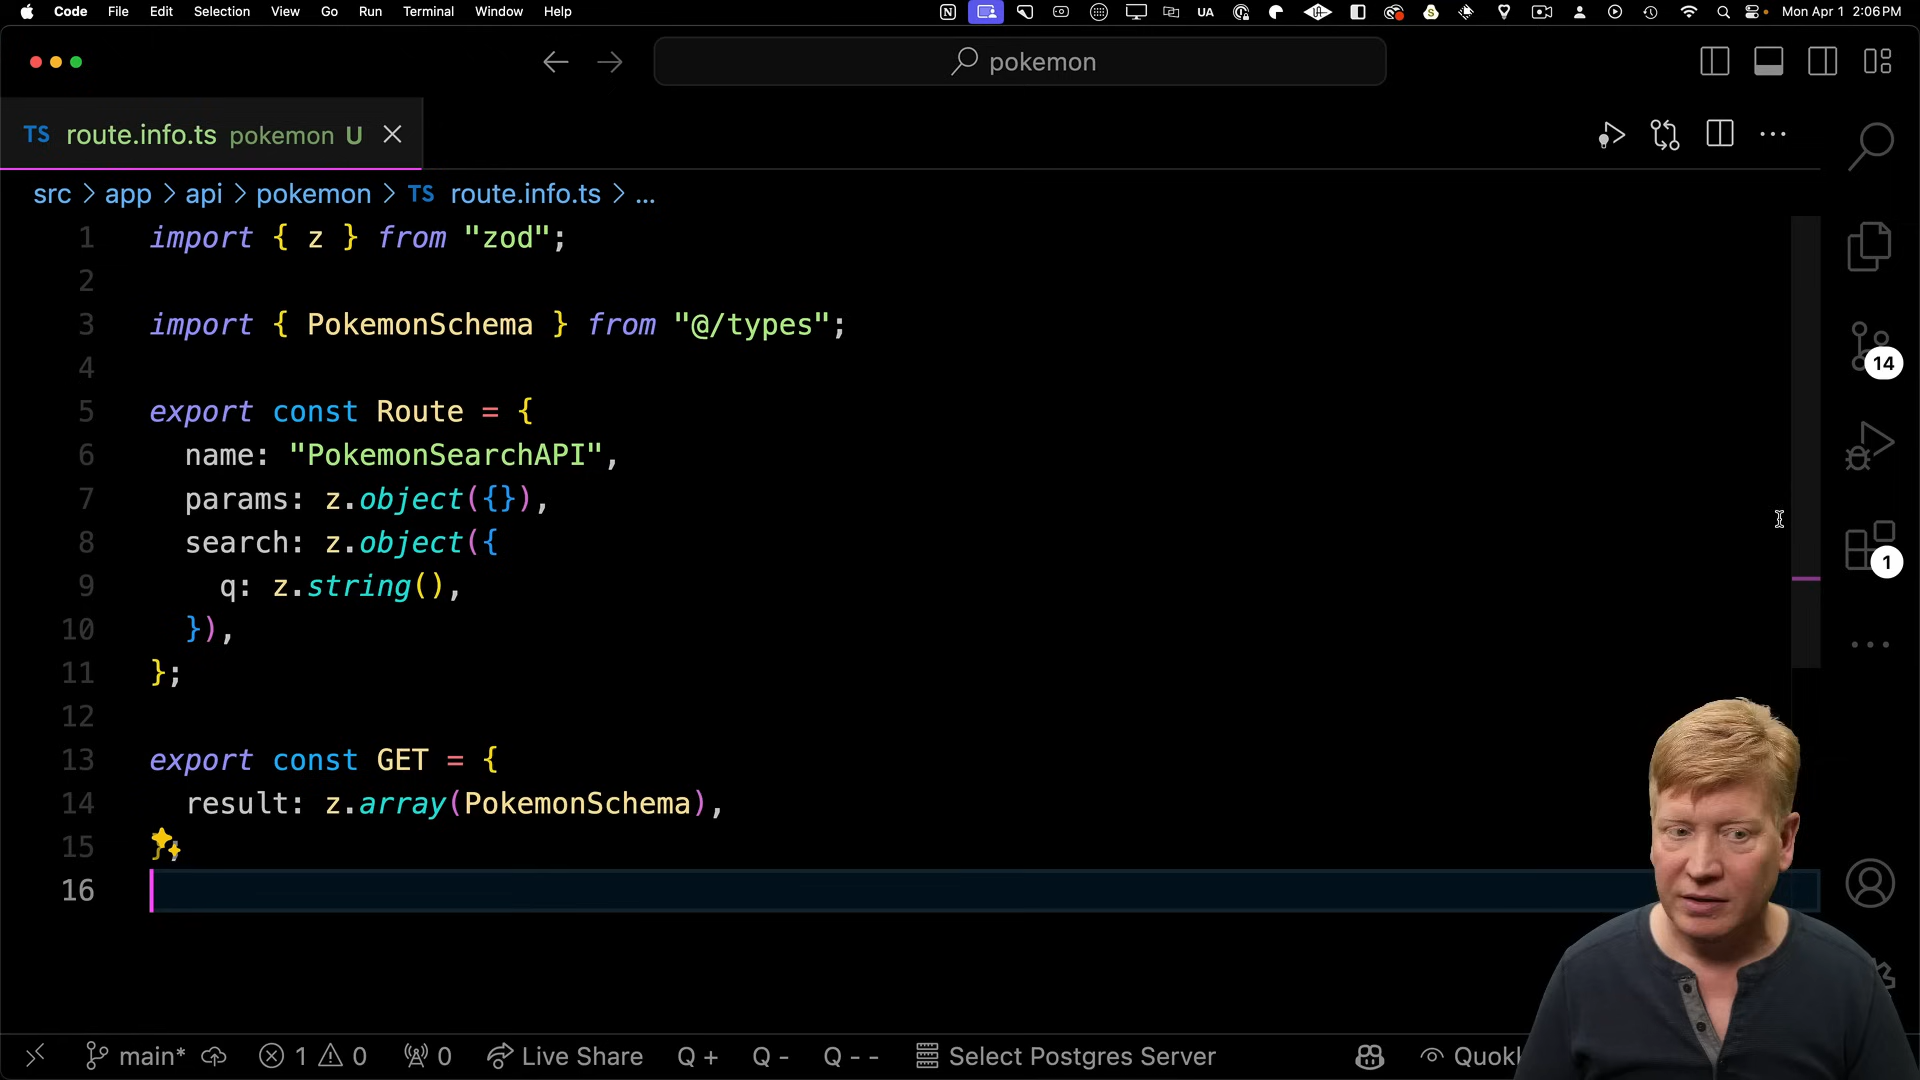 Code File Edit Selection View Go Run Terminal Window Help UA Mon Apr 1 2:06 PM
pokemon
TS route.info.ts pokemon U
src > app > api > pokemon > TS route.info.ts > ...
1 import { z } from "zod";
2
3 import { PokemonSchema } from "@/types";
4
5 export const Route = {
6 name: "PokemonSearchAPI",
7 params: z.object({}),
8 search: z.object({
9 q: z.string(),
10 }),
11 };
12
13 export const GET = {
14 result: z.array(PokemonSchema),
15 };
16
14
1
main* 1 0 0 Live Share Q + Q - Q - - Select Postgres Server